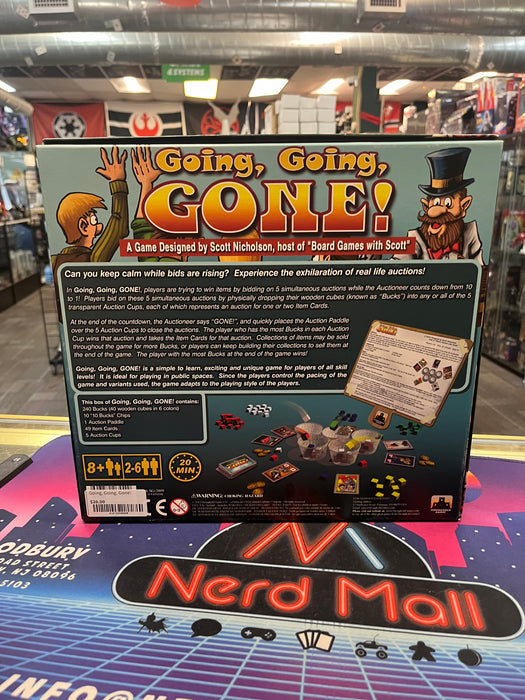 & SYSTEMS
Going, Going,
GONE!
A Game Designed by Scott Nicholson, host of "Board Games with Scott"
Can you keep calm while bids are rising? Experience the exhilaration of real life auctions!
In Going, Going, GONE!, players are trying to win items by bidding on 5 simultaneous auctions while the Auctioneer counts down from 10
to 1! Players bid on these 5 simultaneous auctions by physically dropping their wooden cubes (known as "Bucks") into any or all of the 5
transparent Auction Cups, each of which represents an auction for one or two Item Cards.
At the end of the countdown, the Auctioneer says "GONE!", and quickly places the Auction Paddle
over the 5 Auction Cups to close the auctions. The player who has the most Bucks in each Auction
Cup wins that auction and takes the Item Cards for that auction. Collections of items may be sold
throughout the game for more Bucks, or players can keep building their collections to sell them at
the end of the game. The player with the most Bucks at the end of the game wins!
Going, Going, GONE! is a simple to learn, exciting and unique game for players of all skill
levels! It is ideal for playing in public spaces. Since the players control the pacing of the
game and variants used, the game adapts to the playing style of the players.
This box of Going, Going, GONE! contains:
240 Bucks (40 wooden cubes in 6 colors)
10 "10 Bucks" Chips
1 Auction Paddle
49 Item Cards
5 Auction Cups
8+
2-6
20
MIN
Going, Going, Gone!
$20.00
CE
0-3
WARNING: CHOKING HAZARD
Nerd Mall
ODBURY
OAD STREET
Y, NJ 08096
5103
INFO@NE